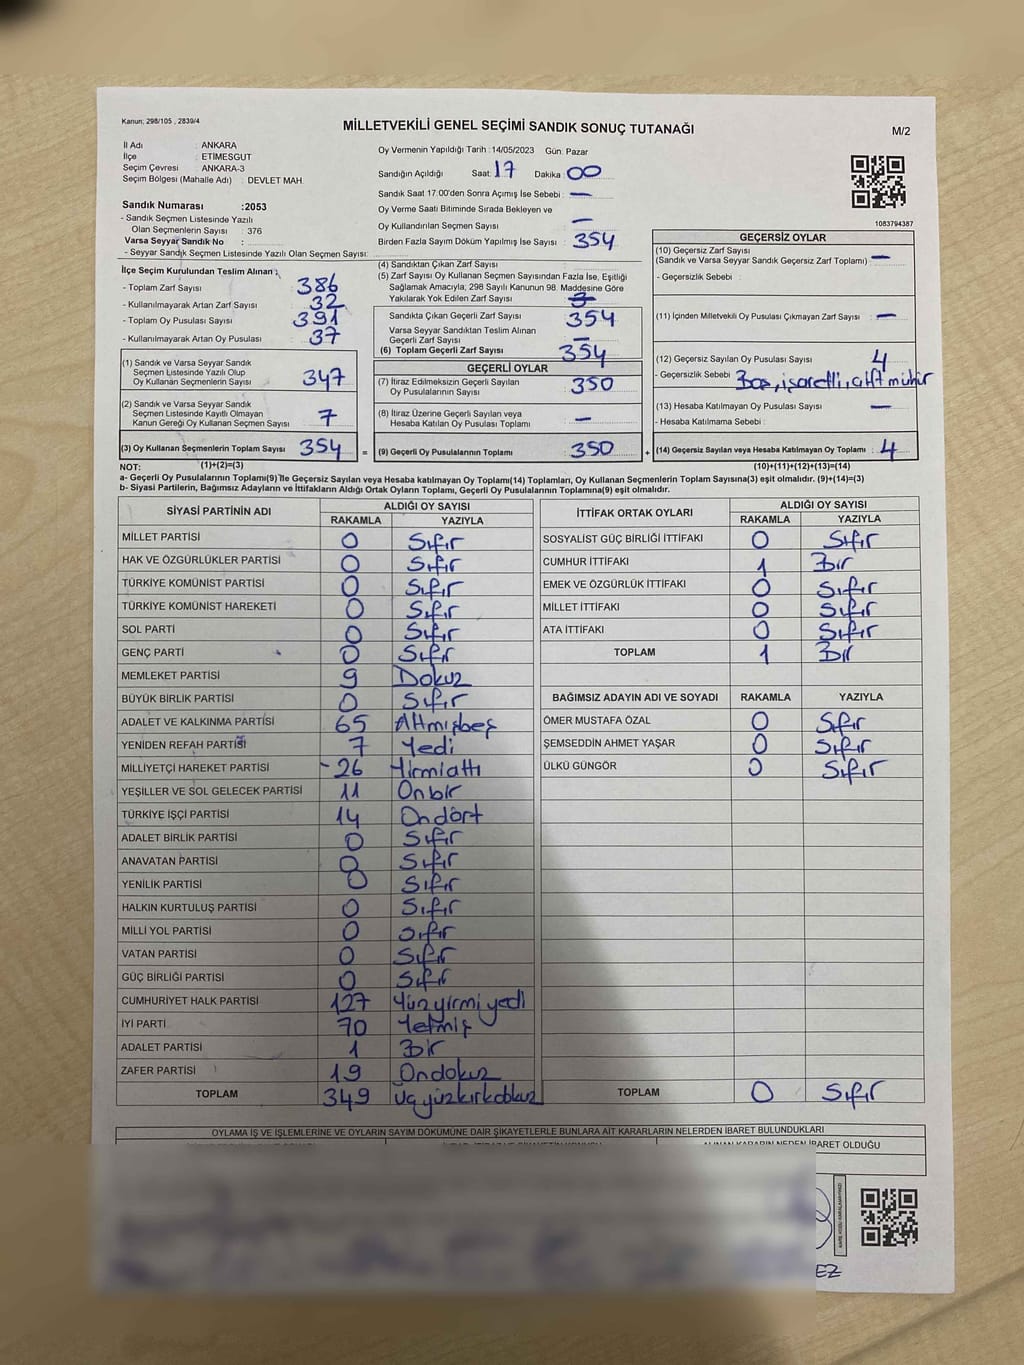 Kanun; 298/105 , 2839/4
MİLLETVEKİLİ GENEL SEÇİMİ SANDIK SONUÇ TUTANAĞI
M/2
İl Adı : ANKARA
İlçe : ETİMESGUT
Seçim Çevresi : ANKARA-3
Seçim Bölgesi (Mahalle Adı) : DEVLET MAH.
Sandık Numarası :2053
- Sandık Seçmen Listesinde Yazılı
Olan Seçmenlerin Sayısı : 376
Varsa Seyyar Sandık No :
- Seyyar Sandık Seçmen Listesinde Yazılı Olan Seçmen Sayısı:
Oy Vermenin Yapıldığı Tarih : 14/05/2023 Gün: Pazar
Sandığın Açıldığı Saat: 17 Dakika : 00
Sandık Saat 17:00'den Sonra Açımış İse Sebebi : —
Oy Verme Saati Bitiminde Sırada Bekleyen ve
Oy Kullandırılan Seçmen Sayısı : —
Birden Fazla Sayım Döküm Yapılmış İse Sayısı : 354
1083794387
İlçe Seçim Kurulundan Teslim Alınan :
- Toplam Zarf Sayısı : 386
- Kullanılmayarak Artan Zarf Sayısı : 32
- Toplam Oy Pusulası Sayısı : 391
- Kullanılmayarak Artan Oy Pusulası : 37
(1) Sandık ve Varsa Seyyar Sandık
Seçmen Listesinde Yazılı Olup
Oy Kullanan Seçmenlerin Sayısı : 347
(2) Sandık ve Varsa Seyyar Sandık
Seçmen Listesinde Kayıtlı Olmayan
Kanun Gereği Oy Kullanan Seçmen Sayısı : 7
(3) Oy Kullanan Seçmenlerin Toplam Sayısı : 354 =
(1)+(2)=(3)
(4) Sandıktan Çıkan Zarf Sayısı :
(5) Zarf Sayısı Oy Kullanan Seçmen Sayısından Fazla İse, Eşitliği
Sağlamak Amacıyla; 298 Sayılı Kanunun 98. Maddesine Göre
Yakılarak Yok Edilen Zarf Sayısı :
Sandıkta Çıkan Geçerli Zarf Sayısı : 354
Varsa Seyyar Sandıktan Teslim Alınan
Geçerli Zarf Sayısı : —
(6) Toplam Geçerli Zarf Sayısı : 354
GEÇERLİ OYLAR
(7) İtiraz Edilmeksizin Geçerli Sayılan
Oy Pusulalarının Sayısı : 350
(8) İtiraz Üzerine Geçerli Sayılan veya
Hesaba Katılan Oy Pusulası Toplamı : —
(9) Geçerli Oy Pusulalarının Toplamı : 350 +
GEÇERSİZ OYLAR
(10) Geçersiz Zarf Sayısı
(Sandık ve Varsa Seyyar Sandık Geçersiz Zarf Toplamı) : —
- Geçersizlik Sebebi :
(11) İçinden Milletvekili Oy Pusulası Çıkmayan Zarf Sayısı : —
(12) Geçersiz Sayılan Oy Pusulası Sayısı : 4
- Geçersizlik Sebebi : Boş, işaretli, çift mühür
(13) Hesaba Katılmayan Oy Pusulası Sayısı : —
- Hesaba Katılmama Sebebi :
(14) Geçersiz Sayılan veya Hesaba Katılmayan Oy Toplamı : 4
(10)+(11)+(12)+(13)=(14)
NOT:
a- Geçerli Oy Pusulalarının Toplamı(9) İle Geçersiz Sayılan veya Hesaba katılmayan Oy Toplamı(14) Toplamları, Oy Kullanan Seçmenlerin Toplam Sayısına(3) eşit olmalıdır. (9)+(14)=(3)
b- Siyasi Partilerin, Bağımsız Adayların ve İttifakların Aldığı Ortak Oyların Toplamı, Geçerli Oy Pusulalarının Toplamına(9) eşit olmalıdır.
SİYASİ PARTİNİN ADI ALDIĞI OY SAYISI
RAKAMLA YAZIYLA
MİLLET PARTİSİ 0 Sıfır
HAK VE ÖZGÜRLÜKLER PARTİSİ 0 Sıfır
TÜRKİYE KOMÜNİST PARTİSİ 0 Sıfır
TÜRKİYE KOMÜNİST HAREKETİ 0 Sıfır
SOL PARTİ 0 Sıfır
GENÇ PARTİ 0 Sıfır
MEMLEKET PARTİSİ 9 Dokuz
BÜYÜK BİRLİK PARTİSİ 0 Sıfır
ADALET VE KALKINMA PARTİSİ 65 Altmışbeş
YENİDEN REFAH PARTİSİ 7 Yedi
MİLLİYETÇİ HAREKET PARTİSİ 26 Yirmialtı
YEŞİLLER VE SOL GELECEK PARTİSİ 11 Onbir
TÜRKİYE İŞÇİ PARTİSİ 14 Ondört
ADALET BİRLİK PARTİSİ 0 Sıfır
ANAVATAN PARTİSİ 0 Sıfır
YENİLİK PARTİSİ 0 Sıfır
HALKIN KURTULUŞ PARTİSİ 0 Sıfır
MİLLİ YOL PARTİSİ 0 Sıfır
VATAN PARTİSİ 0 Sıfır
GÜÇ BİRLİĞİ PARTİSİ 0 Sıfır
CUMHURİYET HALK PARTİSİ 127 Yüzyirmiyedi
İYİ PARTİ 70 Yetmiş
ADALET PARTİSİ 1 Bir
ZAFER PARTİSİ 19 Ondokuz
TOPLAM 349 Üçyüzkırkdokuz
İTTİFAK ORTAK OYLARI ALDIĞI OY SAYISI
RAKAMLA YAZIYLA
SOSYALİST GÜÇ BİRLİĞİ İTTİFAKI 0 Sıfır
CUMHUR İTTİFAKI 1 Bir
EMEK VE ÖZGÜRLÜK İTTİFAKI 0 Sıfır
MİLLET İTTİFAKI 0 Sıfır
ATA İTTİFAKI 0 Sıfır
TOPLAM 1 Bir
BAĞIMSIZ ADAYIN ADI VE SOYADI RAKAMLA YAZIYLA
ÖMER MUSTAFA ÖZAL 0 Sıfır
ŞEMSEDDİN AHMET YAŞAR 0 Sıfır
ÜLKÜ GÜNGÖR 0 Sıfır
TOPLAM 0 Sıfır
OYLAMA İŞ VE İŞLEMLERİNE VE OYLARIN SAYIM DÖKÜMÜNE DAİR ŞİKAYETLERLE BUNLARA AİT KARARLARIN NELERDEN İBARET BULUNDUKLARI
ALINAN KARARIN NEDEN İBARET OLDUĞU
EZ